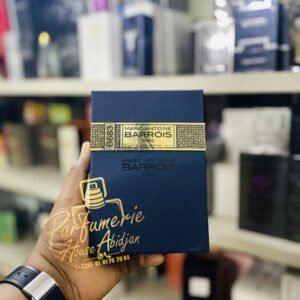 B683
MARC-ANTOINE
BARROIS
PARIS
MARC-ANTOINE
BARROIS
PARIS
Parfumerie
House Abidjan